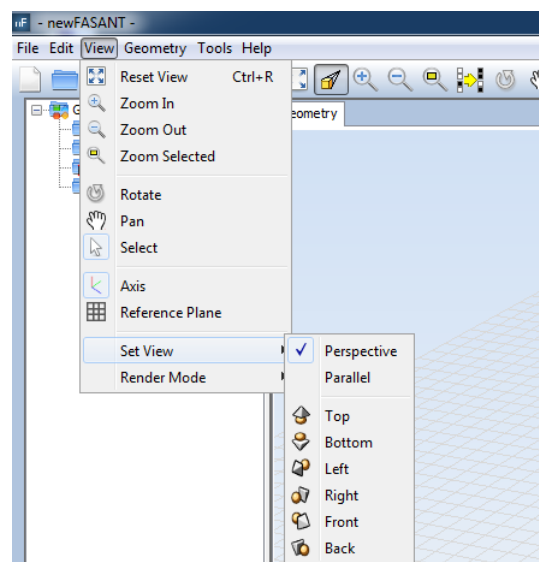 nF - newFASANT -
File Edit View Geometry Tools Help
Reset View Ctrl+R
Zoom In
Zoom Out
Zoom Selected
Rotate
Pan
Select
Axis
Reference Plane
Set View
Render Mode
G
eometry
Perspective
Parallel
Top
Bottom
Left
Right
Front
Back